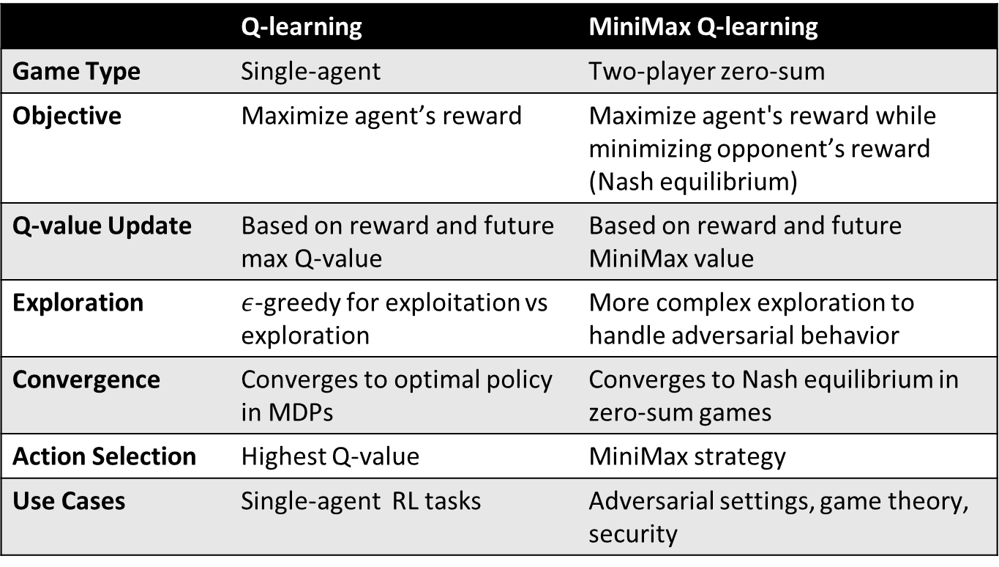 Q-learning MiniMax Q-learning
Game Type Single-agent Two-player zero-sum
Objective Maximize agent’s reward Maximize agent's reward while
minimizing opponent’s reward
(Nash equilibrium)
Q-value Update Based on reward and future Based on reward and future
max Q-value MiniMax value
Exploration ϵ-greedy for exploitation vs More complex exploration to
exploration handle adversarial behavior
Convergence Converges to optimal policy Converges to Nash equilibrium in
in MDPs zero-sum games
Action Selection Highest Q-value MiniMax strategy
Use Cases Single-agent RL tasks Adversarial settings, game theory,
security